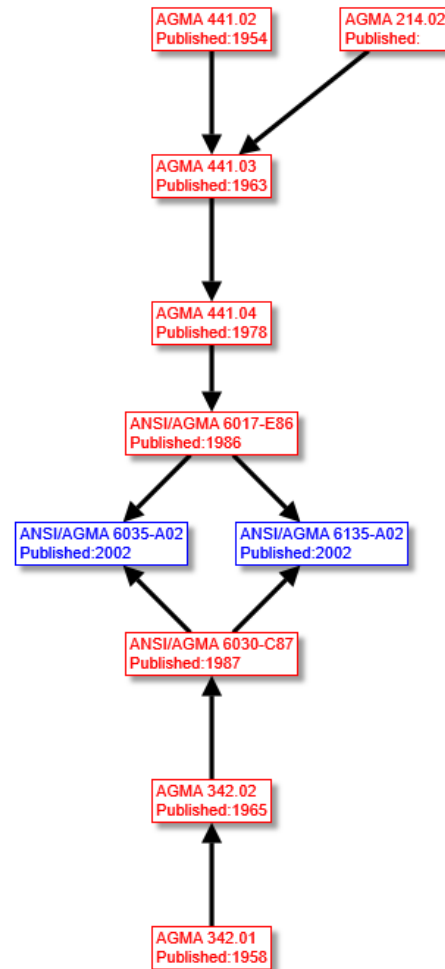 AGMA 441.02
Published:1954
AGMA 214.02
Published:
AGMA 441.03
Published:1963
AGMA 441.04
Published:1978
ANSI/AGMA 6017-E86
Published:1986
ANSI/AGMA 6035-A02
Published:2002
ANSI/AGMA 6135-A02
Published:2002
ANSI/AGMA 6030-C87
Published:1987
AGMA 342.02
Published:1965
AGMA 342.01
Published:1958